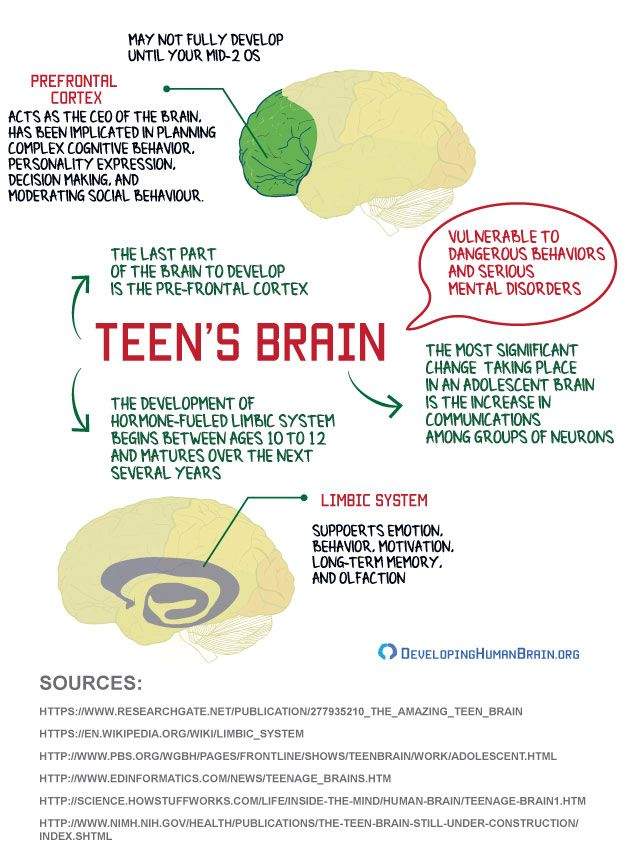 MAY NOT FULLY DEVELOP
UNTIL YOUR MID-2 OS
PREFRONTAL
CORTEX
ACTS AS THE CEO OF THE BRAIN,
HAS BEEN IMPLICATED IN PLANNING
COMPLEX COGNITIVE BEHAVIOR,
PERSONALITY EXPRESSION,
DECISION MAKING, AND
MODERATING SOCIAL BEHAVIOUR.
VULNERABLE TO
DANGEROUS BEHAVIORS
AND SERIOUS
MENTAL DISORDERS
THE LAST PART
OF THE BRAIN TO DEVELOP
IS THE PRE-FRONTAL CORTEX
TEEN'S BRAIN
THE MOST SIGNIIFICANT
CHANGE TAKING PLACE
IN AN ADOLESCENT BRAIN
IS THE INCREASE IN
COMMUNICATIONS
AMONG GROUPS OF NEURONS
THE DEVELOPMENT OF
HORMONE-FUELED LIMBIC SYSTEM
BEGINS BETWEEN AGES 10 TO 12
AND MATURES OVER THE NEXT
SEVERAL YEARS
LIMBIC SYSTEM
SUPPOERTS EMOTION,
BEHAVIOR, MOTIVATION,
LONG-TERM MEMORY,
AND OLFACTION
DEVELOPINGHUMANBRAIN.ORG
SOURCES:
HTTPS://WWW.RESEARCHGATE.NET/PUBLICATION/277935210_THE_AMAZING_TEEN_BRAIN
HTTPS://EN.WIKIPEDIA.ORG/WIKI/LIMBIC_SYSTEM
HTTP://WWW.PBS.ORG/WGBH/PAGES/FRONTLINE/SHOWS/TEENBRAIN/WORK/ADOLESCENT.HTML
HTTP://WWW.EDINFORMATICS.COM/NEWS/TEENAGE_BRAINS.HTM
HTTP://SCIENCE.HOWSTUFFWORKS.COM/LIFE/INSIDE-THE-MIND/HUMAN-BRAIN/TEENAGE-BRAIN1.HTM
HTTP://WWW.NIMH.NIH.GOV/HEALTH/PUBLICATIONS/THE-TEEN-BRAIN-STILL-UNDER-CONSTRUCTION/
INDEX.SHTML